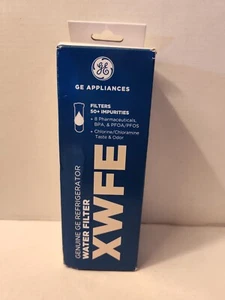 GE
GE APPLIANCES
FILTERS
50+ IMPURITIES
• 8 Pharmaceuticals,
BPA, & PFOA/PFOS
• Chlorine/Chloramine
Taste & Odor
GENUINE GE REFRIGERATOR
WATER FILTER
XWFE